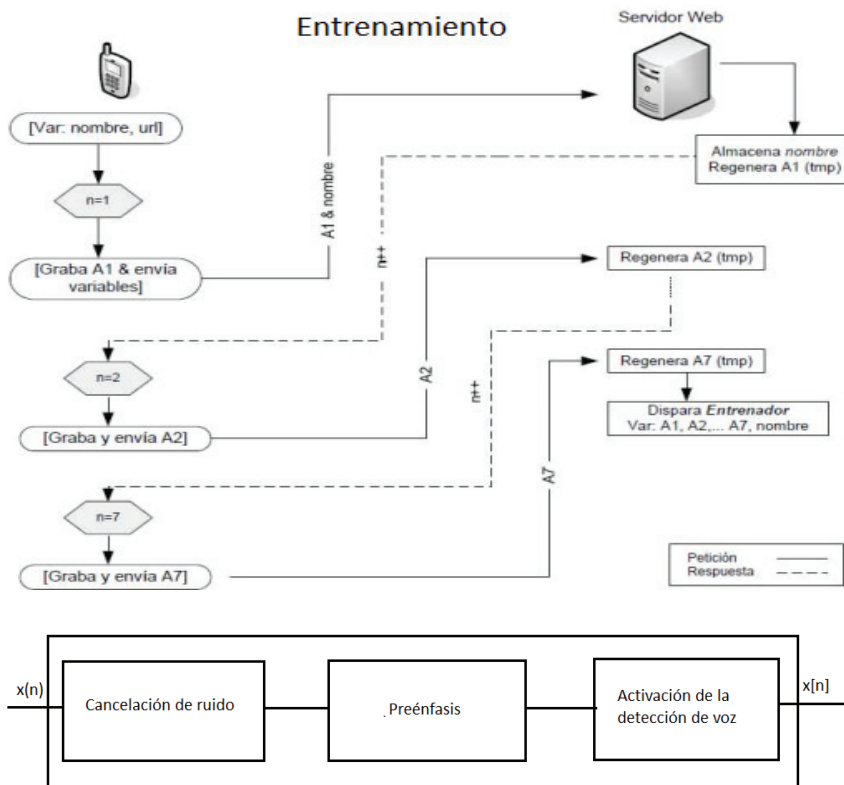 Entrenamiento
Servidor Web
[Var: nombre, url]
n=1
[Graba A1 & envía
variables]
A1 & nombre
Almacena nombre
Regenera A1 (tmp)
n++
Regenera A2 (tmp)
n=2
[Graba y envía A2]
A2
n++
Regenera A7 (tmp)
Dispara Entrenador
Var: A1, A2,... A7, nombre
n=7
[Graba y envía A7]
A7
Petición
Respuesta
x(n)
Cancelación de ruido
Preénfasis
Activación de la
detección de voz
x[n]